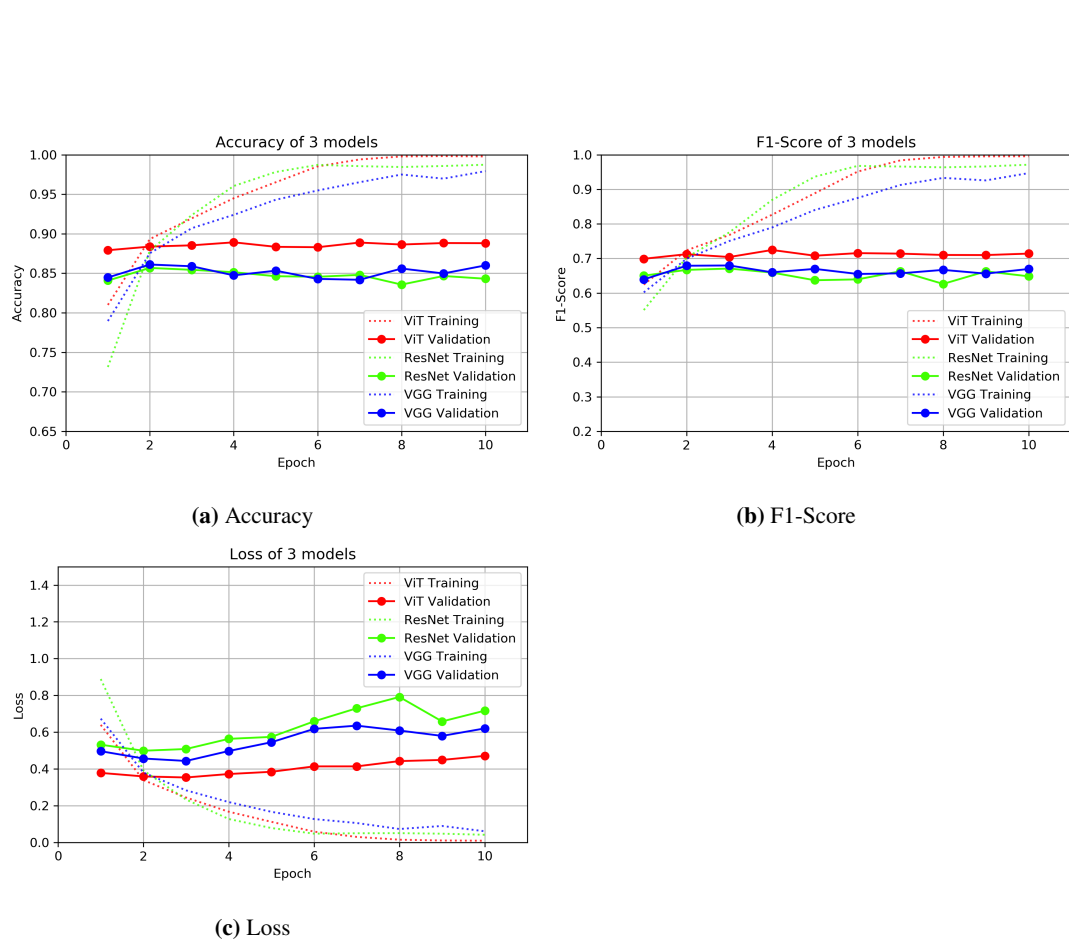 Accuracy of 3 models
1.00
0.95
0.90
0.85
0.80
0.75
0.70
0.65
Accuracy
0 2 4 6 8 10
Epoch
ViT Training
ViT Validation
ResNet Training
ResNet Validation
VGG Training
VGG Validation
(a) Accuracy
F1-Score of 3 models
1.0
0.9
0.8
0.7
0.6
0.5
0.4
0.3
0.2
F1-Score
0 2 4 6 8 10
Epoch
ViT Training
ViT Validation
ResNet Training
ResNet Validation
VGG Training
VGG Validation
(b) F1-Score
Loss of 3 models
1.4
1.2
1.0
0.8
0.6
0.4
0.2
0.0
Loss
0 2 4 6 8 10
Epoch
ViT Training
ViT Validation
ResNet Training
ResNet Validation
VGG Training
VGG Validation
(c) Loss